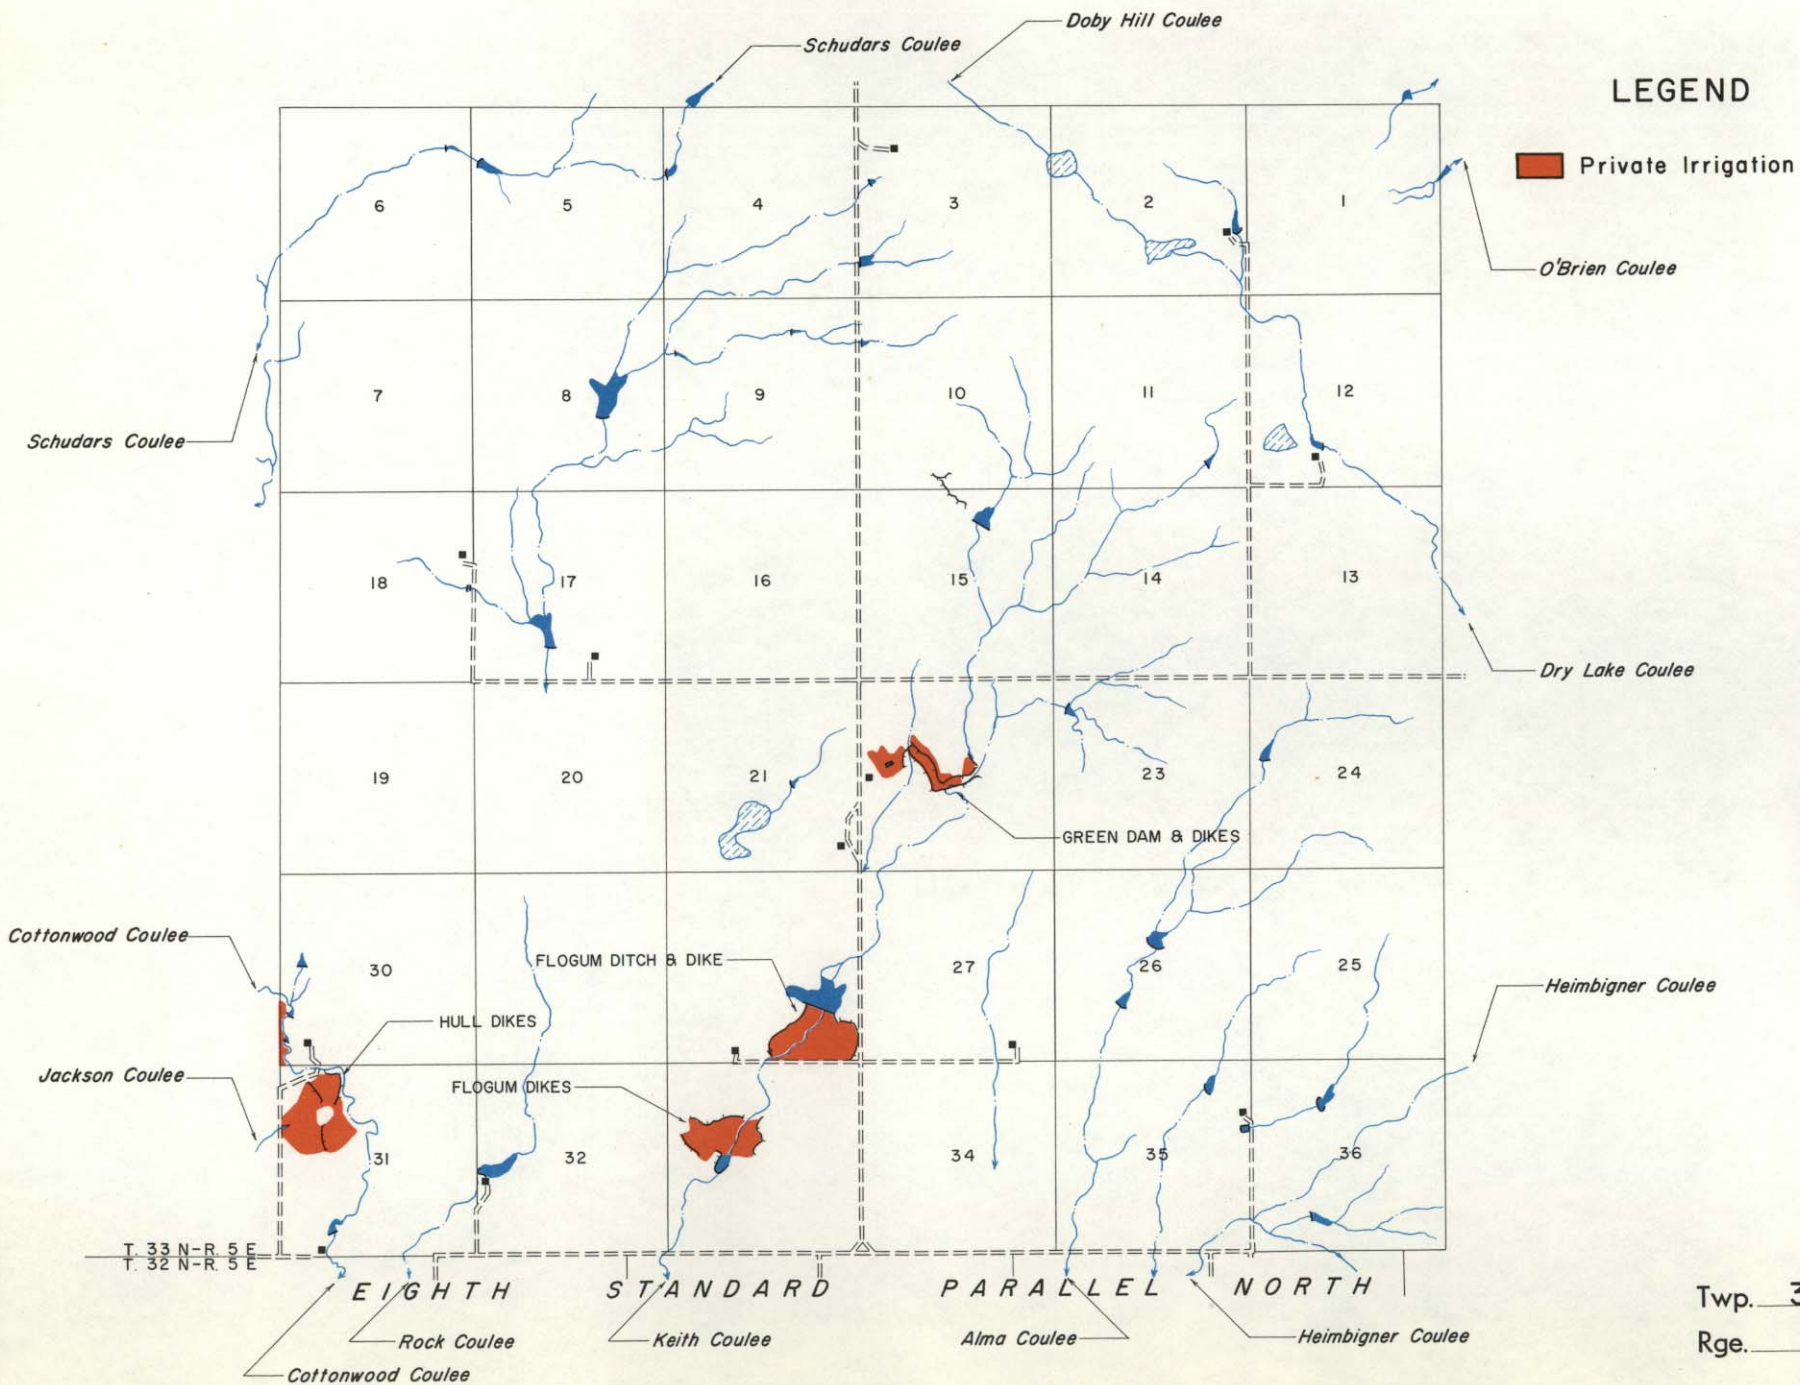 Doby Hill Coulee
Schudars Coulee
LEGEND
Private Irrigation
6
5
4
3
2
1
O'Brien Coulee
7
8
9
10
11
12
Schudars Coulee
18
17
16
15
14
13
Dry Lake Coulee
19
20
21
23
24
GREEN DAM & DIKES
Cottonwood Coulee
30
FLOGUM DITCH & DIKE
27
26
25
Heimbigner Coulee
HULL DIKES
Jackson Coulee
FLOGUM DIKES
31
32
34
35
36
T. 33 N-R. 5 E
T. 32 N-R. 5 E
EIGHTH STANDARD PARALLEL NORTH
Twp.
Rock Coulee
Keith Coulee
Alma Coulee
Heimbigner Coulee
Rge.
Cottonwood Coulee